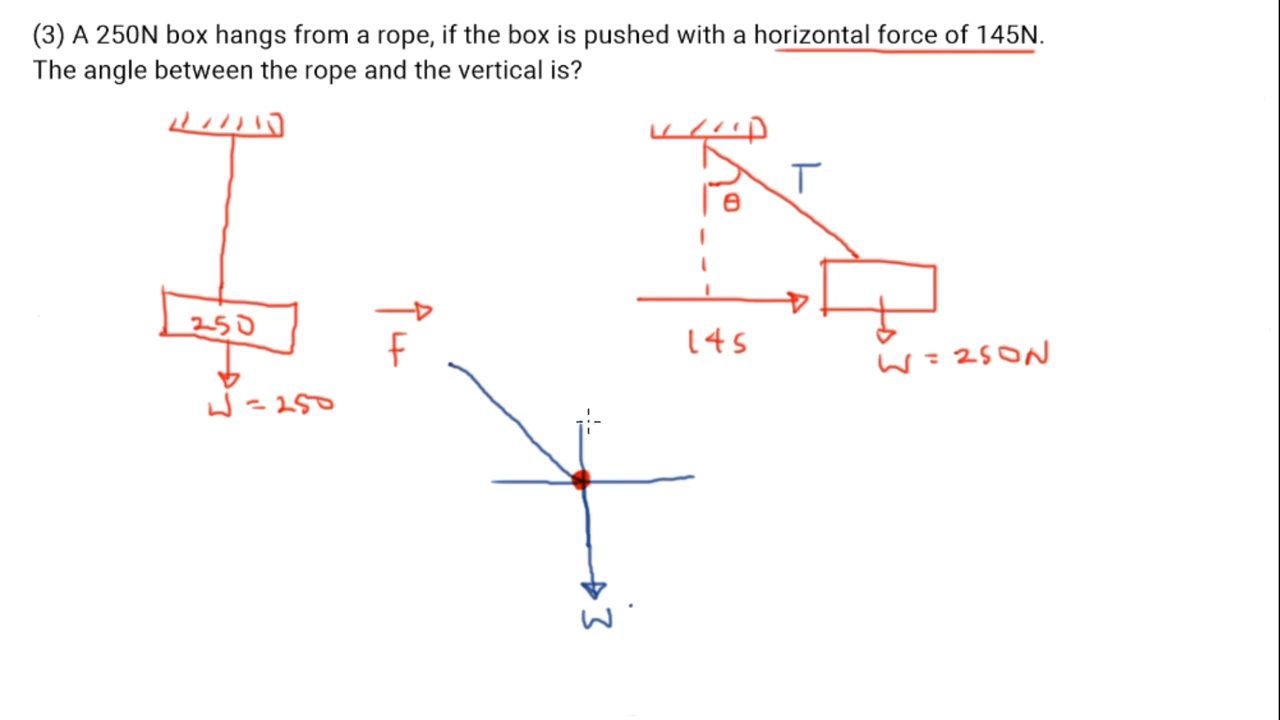 (3) A 250N box hangs from a rope, if the box is pushed with a horizontal force of 145N.
The angle between the rope and the vertical is?
T
θ
250
F
145
W = 250N
W = 250
W